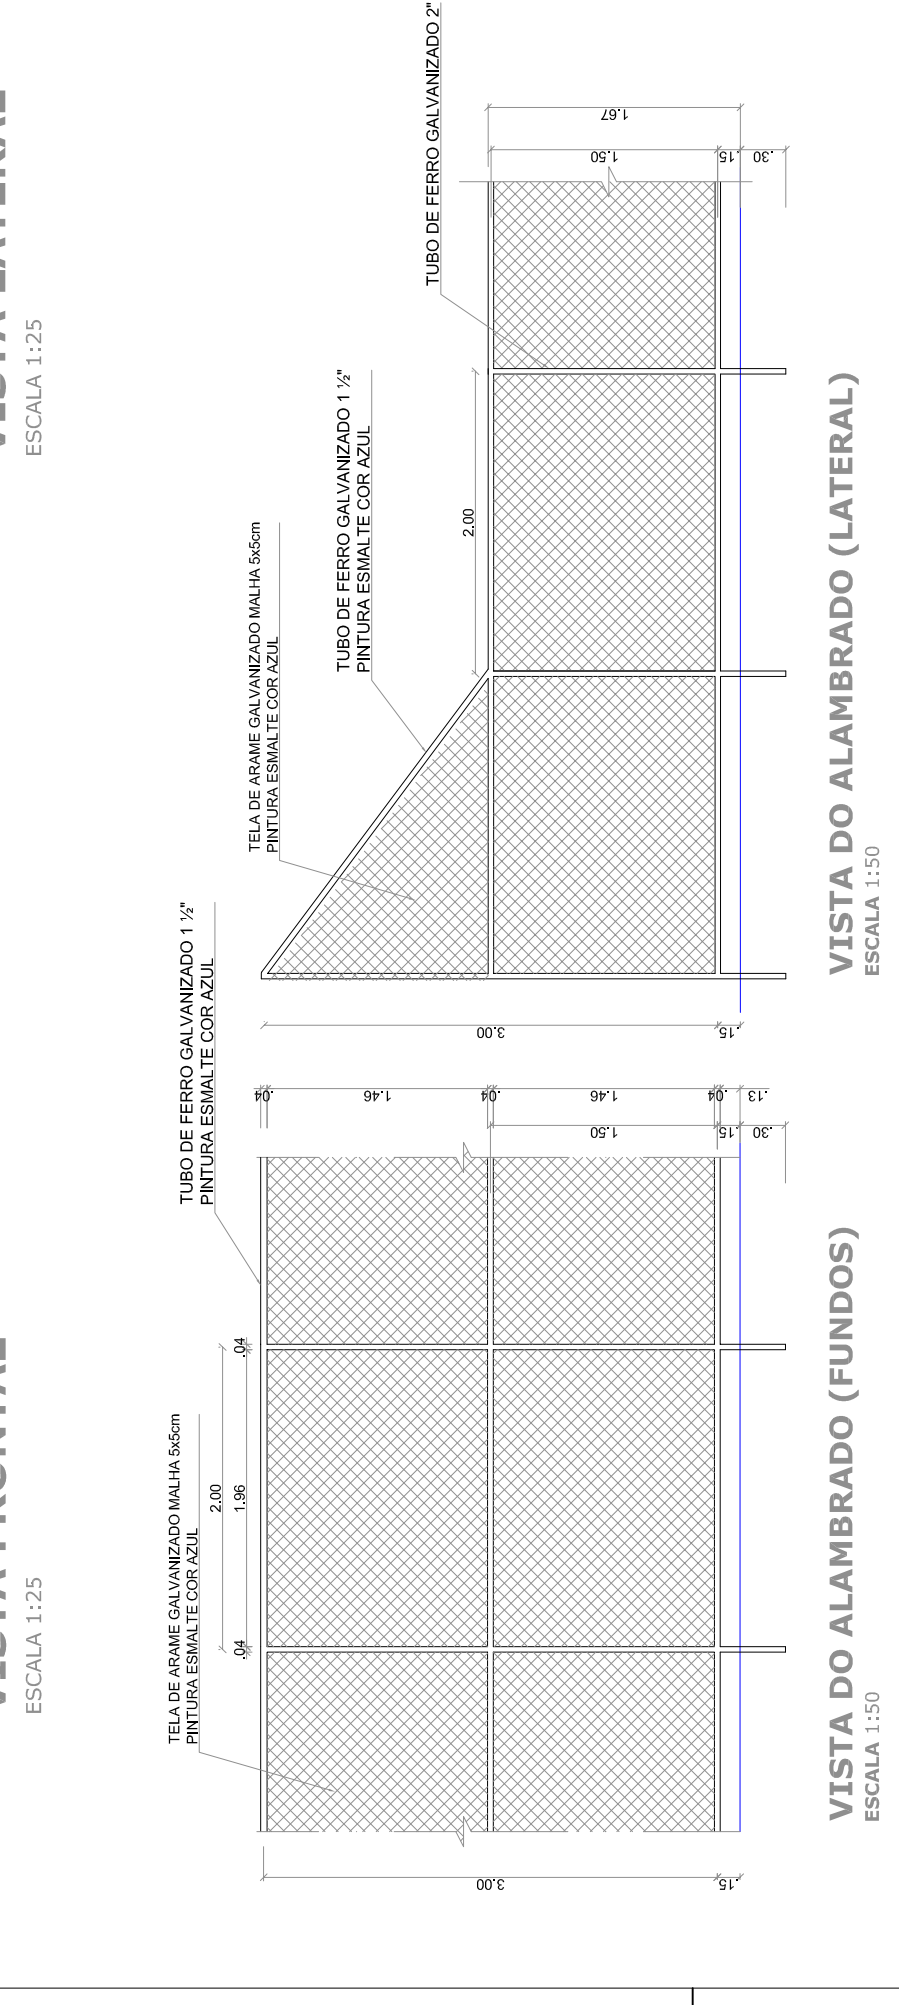 ESCALA 1:25
ESCALA 1:25
TUBO DE FERRO GALVANIZADO 2"
TUBO DE FERRO GALVANIZADO 1 ½"
PINTURA ESMALTE COR AZUL
TELA DE ARAME GALVANIZADO MALHA 5x5cm
PINTURA ESMALTE COR AZUL
2.00
1.67
1.50
.15
.30
3.00
.15
VISTA DO ALAMBRADO (LATERAL)
ESCALA 1:50
TUBO DE FERRO GALVANIZADO 1 ½"
PINTURA ESMALTE COR AZUL
TELA DE ARAME GALVANIZADO MALHA 5x5cm
PINTURA ESMALTE COR AZUL
2.00
.04
1.96
.04
.04
1.46
.04
1.46
.04
.13
1.50
.15
.30
3.00
.15
VISTA DO ALAMBRADO (FUNDOS)
ESCALA 1:50